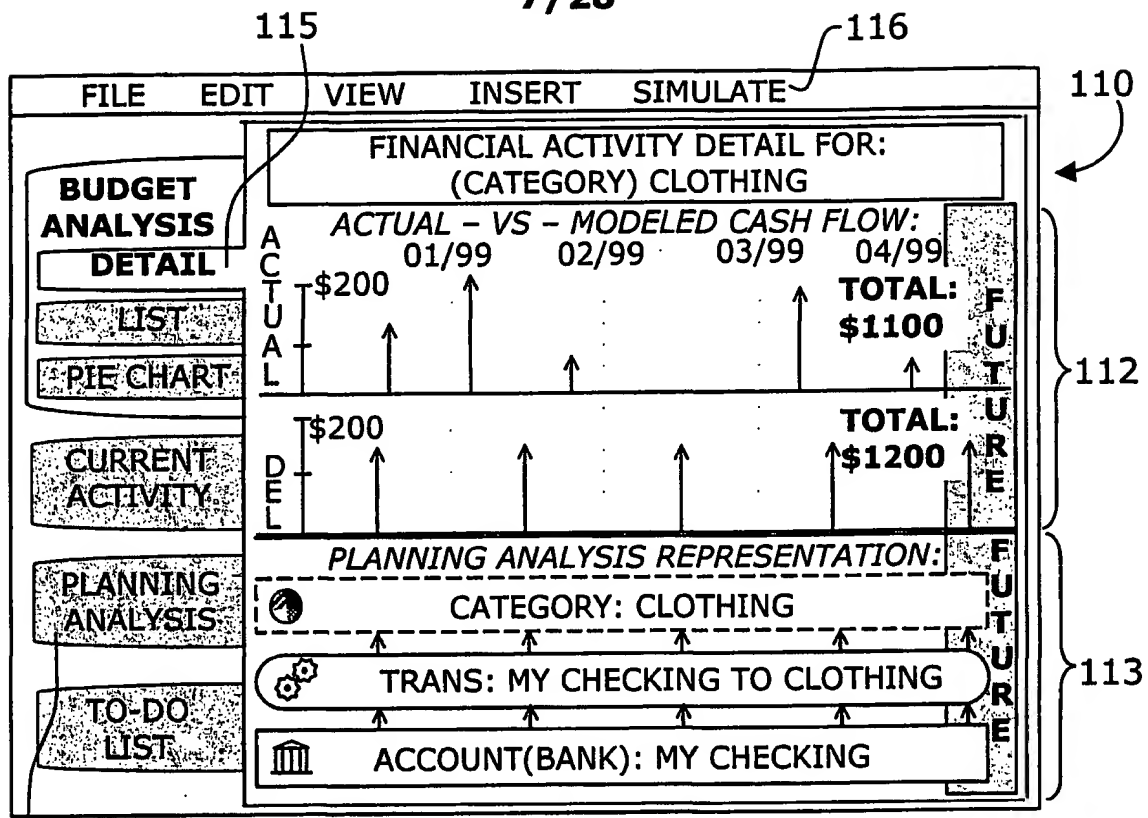 7/28
115
116
110
FILE EDIT VIEW INSERT SIMULATE
FINANCIAL ACTIVITY DETAIL FOR:
(CATEGORY) CLOTHING
BUDGET
ANALYSIS
DETAIL
LIST
PIE CHART
CURRENT
ACTIVITY
PLANNING
ANALYSIS
TO-DO
LIST
ACTUAL – VS – MODELED CASH FLOW:
01/99 02/99 03/99 04/99
ACTUAL
$200
TOTAL:
$1100
FUTURE
112
DEL
$200
TOTAL:
$1200
PLANNING ANALYSIS REPRESENTATION:
CATEGORY: CLOTHING
TRANS: MY CHECKING TO CLOTHING
ACCOUNT(BANK): MY CHECKING
FUTURE
113